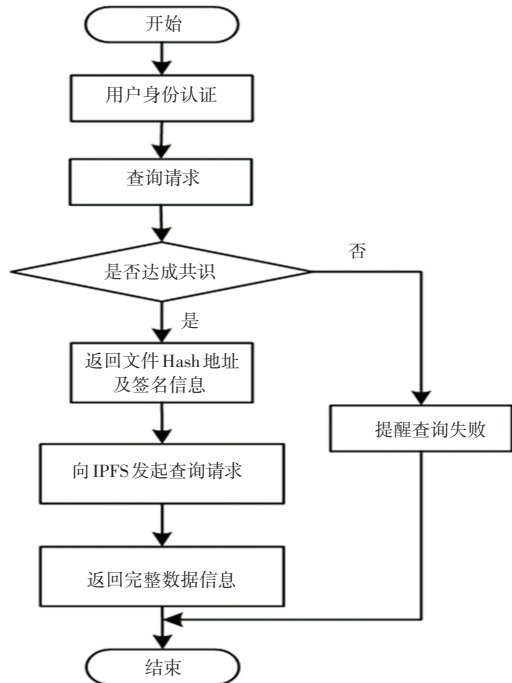 开始
用户身份认证
查询请求
是否达成共识
否
是
返回文件Hash地址
及签名信息
提醒查询失败
向IPFS发起查询请求
返回完整数据信息
结束